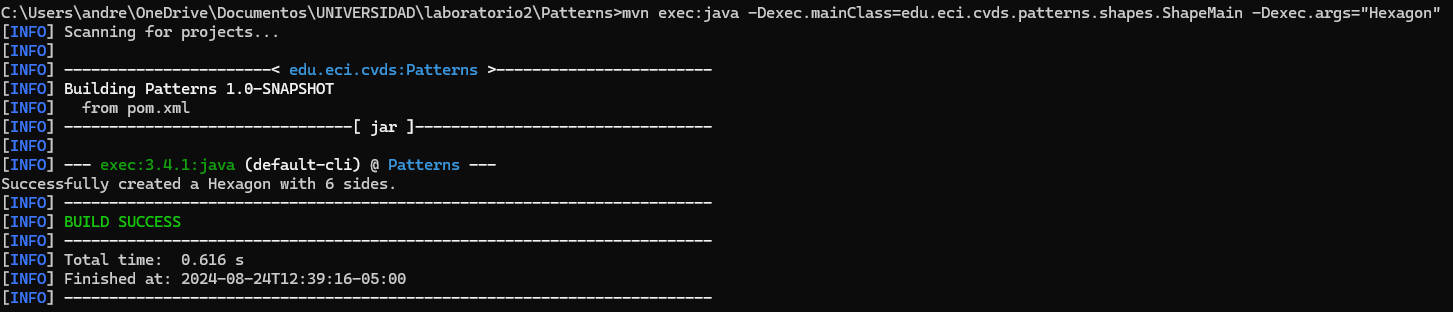 C:\Users\andre\OneDrive\Documentos\UNIVERSIDAD\laboratorio2\Patterns>mvn exec:java -Dexec.mainClass=edu.eci.cvds.patterns.shapes.ShapeMain -Dexec.args="Hexagon"
[INFO] Scanning for projects...
[INFO]
[INFO] -----------------------< edu.eci.cvds:Patterns >------------------------
[INFO] Building Patterns 1.0-SNAPSHOT
[INFO]   from pom.xml
[INFO] --------------------------------[ jar ]---------------------------------
[INFO]
[INFO] --- exec:3.4.1:java (default-cli) @ Patterns ---
Successfully created a Hexagon with 6 sides.
[INFO] ------------------------------------------------------------------------
[INFO] BUILD SUCCESS
[INFO] ------------------------------------------------------------------------
[INFO] Total time:  0.616 s
[INFO] Finished at: 2024-08-24T12:39:16-05:00
[INFO] ------------------------------------------------------------------------